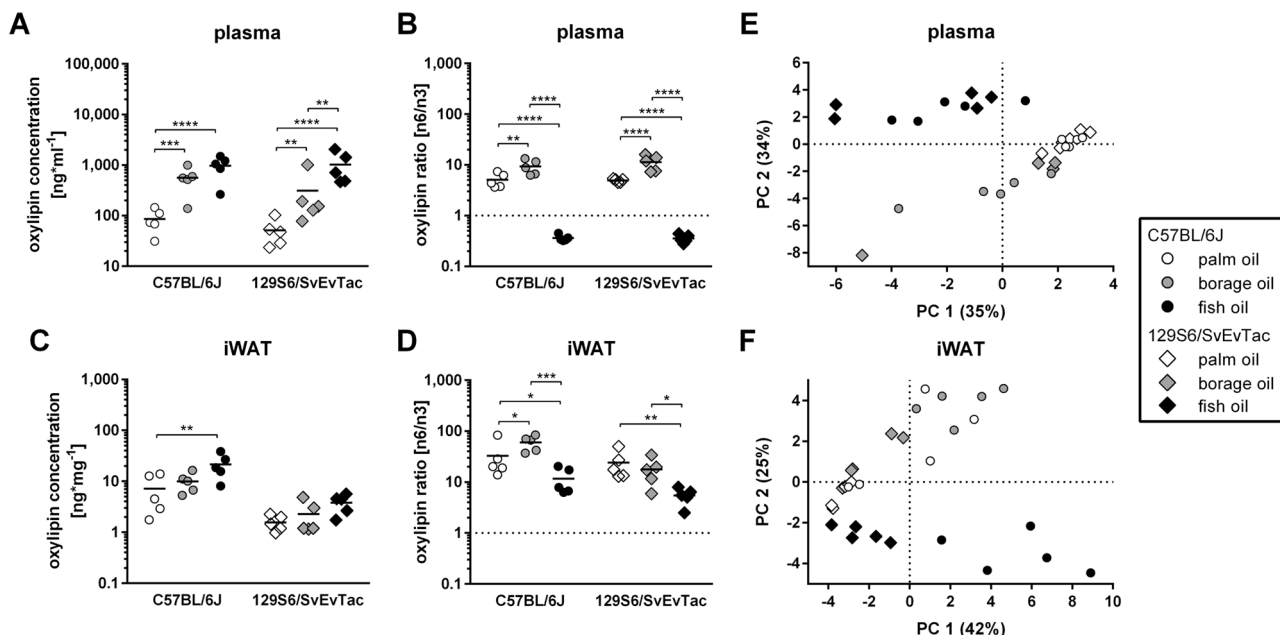 A
plasma
oxylipin concentration
[ng*ml⁻¹]
100,000
10,000
1,000
100
10
****
***
**
****
**
C57BL/6J
129S6/SvEvTac
B
plasma
oxylipin ratio [n6/n3]
1,000
100
10
1
0.1
****
****
**
****
****
****
C57BL/6J
129S6/SvEvTac
E
plasma
PC 2 (34%)
6
4
2
0
-2
-4
-6
-8
-6
-4
-2
0
2
4
PC 1 (35%)
C57BL/6J
palm oil
borage oil
fish oil
129S6/SvEvTac
palm oil
borage oil
fish oil
C
iWAT
oxylipin concentration
[ng*mg⁻¹]
1,000
100
10
1
0.1
**
C57BL/6J
129S6/SvEvTac
D
iWAT
oxylipin ratio [n6/n3]
1,000
100
10
1
0.1
***
*
*
*
**
C57BL/6J
129S6/SvEvTac
F
iWAT
PC 2 (25%)
4
2
0
-2
-4
-4
-2
0
2
4
6
8
10
PC 1 (42%)